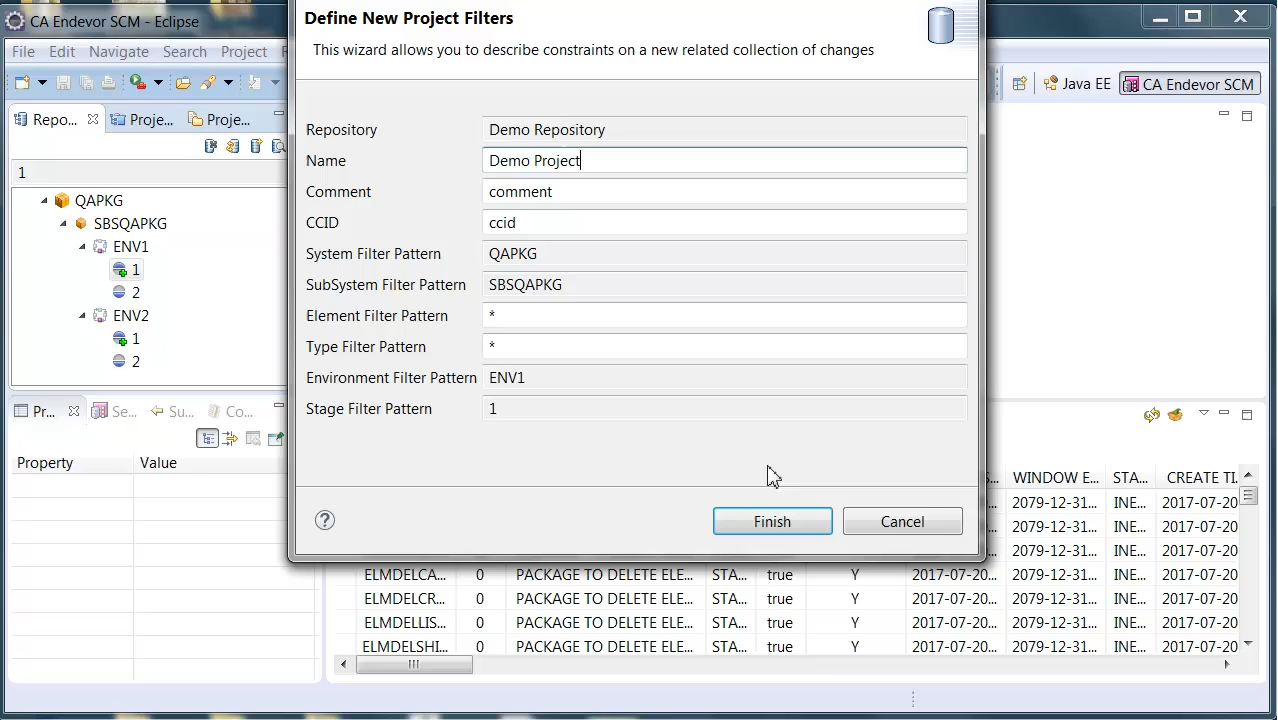 CA Endevor SCM - Eclipse
File Edit Navigate Search Project
Java EE
CA Endevor SCM
Repo...
Proje...
Proje...
1
QAPKG
SBSQAPKG
ENV1
1
2
ENV2
1
2
Define New Project Filters
This wizard allows you to describe constraints on a new related collection of changes
Repository Demo Repository
Name Demo Project
Comment comment
CCID ccid
System Filter Pattern QAPKG
SubSystem Filter Pattern SBSQAPKG
Element Filter Pattern *
Type Filter Pattern *
Environment Filter Pattern ENV1
Stage Filter Pattern 1
Finish Cancel
Pr... Se... Su... Co...
Property Value
WINDOW E... STA... CREATE TI.
2079-12-31... INE... 2017-07-20
2079-12-31... INE... 2017-07-20
2079-12-31... INE... 2017-07-20
ELMDELCA... 0 PACKAGE TO DELETE ELE... STA... true Y 2017-07-20... 2079-12-31... INE... 2017-07-20
ELMDELCR... 0 PACKAGE TO DELETE ELE... STA... true Y 2017-07-20... 2079-12-31... INE... 2017-07-20
ELMDELLIS... 0 PACKAGE TO DELETE ELE... STA... true Y 2017-07-20... 2079-12-31... INE... 2017-07-20
ELMDELSHI... 0 PACKAGE TO DELETE ELE... STA... true Y 2017-07-20... 2079-12-31... INE... 2017-07-20